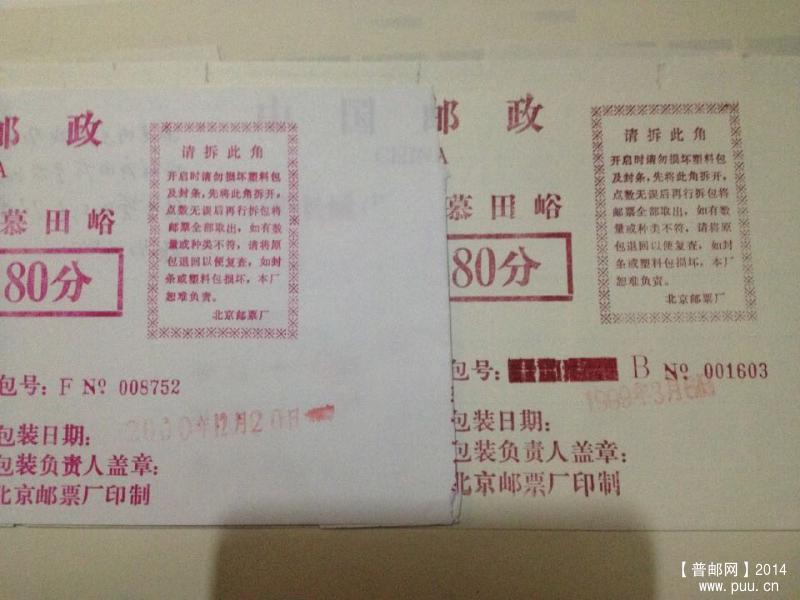 邮 政
A
慕田峪
80分
请拆此角
开启时请勿损坏塑料包
及封条,先将此角拆开,
点数无误后再行拆包将
邮票全部取出,如有数
量或种类不符,请将原
包退回以便复查,如封
条或塑料包损坏,本厂
恕难负责。
北京邮票厂
包号:F № 008752
包装日期:
包装负责人盖章:
北京邮票厂印制
国
邮 政
A
慕田峪
80分
请拆此角
开启时请勿损坏塑料包
及封条,先将此角拆开,
点数无误后再行拆包将
邮票全部取出,如有数
量或种类不符,请将原
包退回以便复查,如封
条或塑料包损坏,本厂
恕难负责。
北京邮票厂
包号: B № 001603
包装日期:
包装负责人盖章:
北京邮票厂印制
【普邮网】2014
www.puu.cn